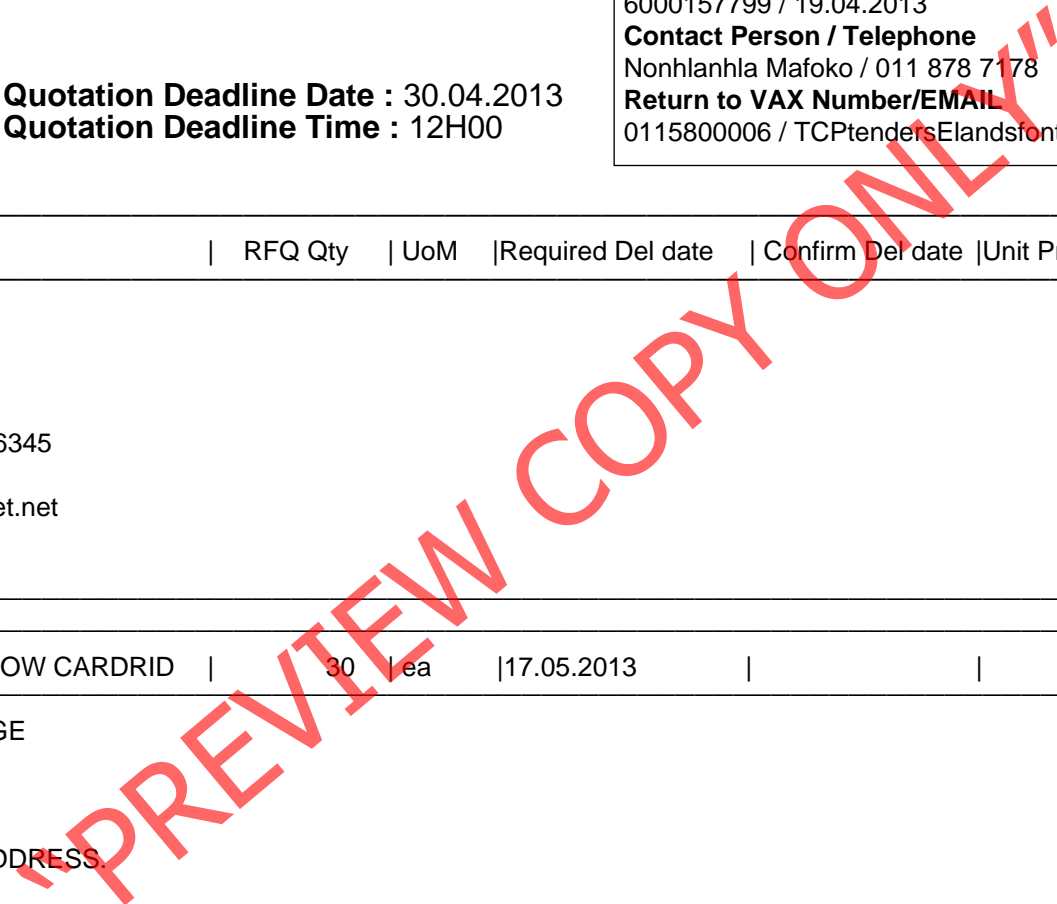 6000157799 / 19.04.2013
Contact Person / Telephone
Nonhlanhla Mafoko / 011 878 7178
Quotation Deadline Date : 30.04.2013
Return to VAX Number/EMAIL
Quotation Deadline Time : 12H00
0115800006 / TCPtendersElandsfont
| RFQ Qty | UoM |Required Del date | Confirm Del date |Unit Pr
6345
et.net
OW CARDRID | 30 | ea |17.05.2013 | |
GE
DDRESS.
"PREVIEW COPY ONLY"